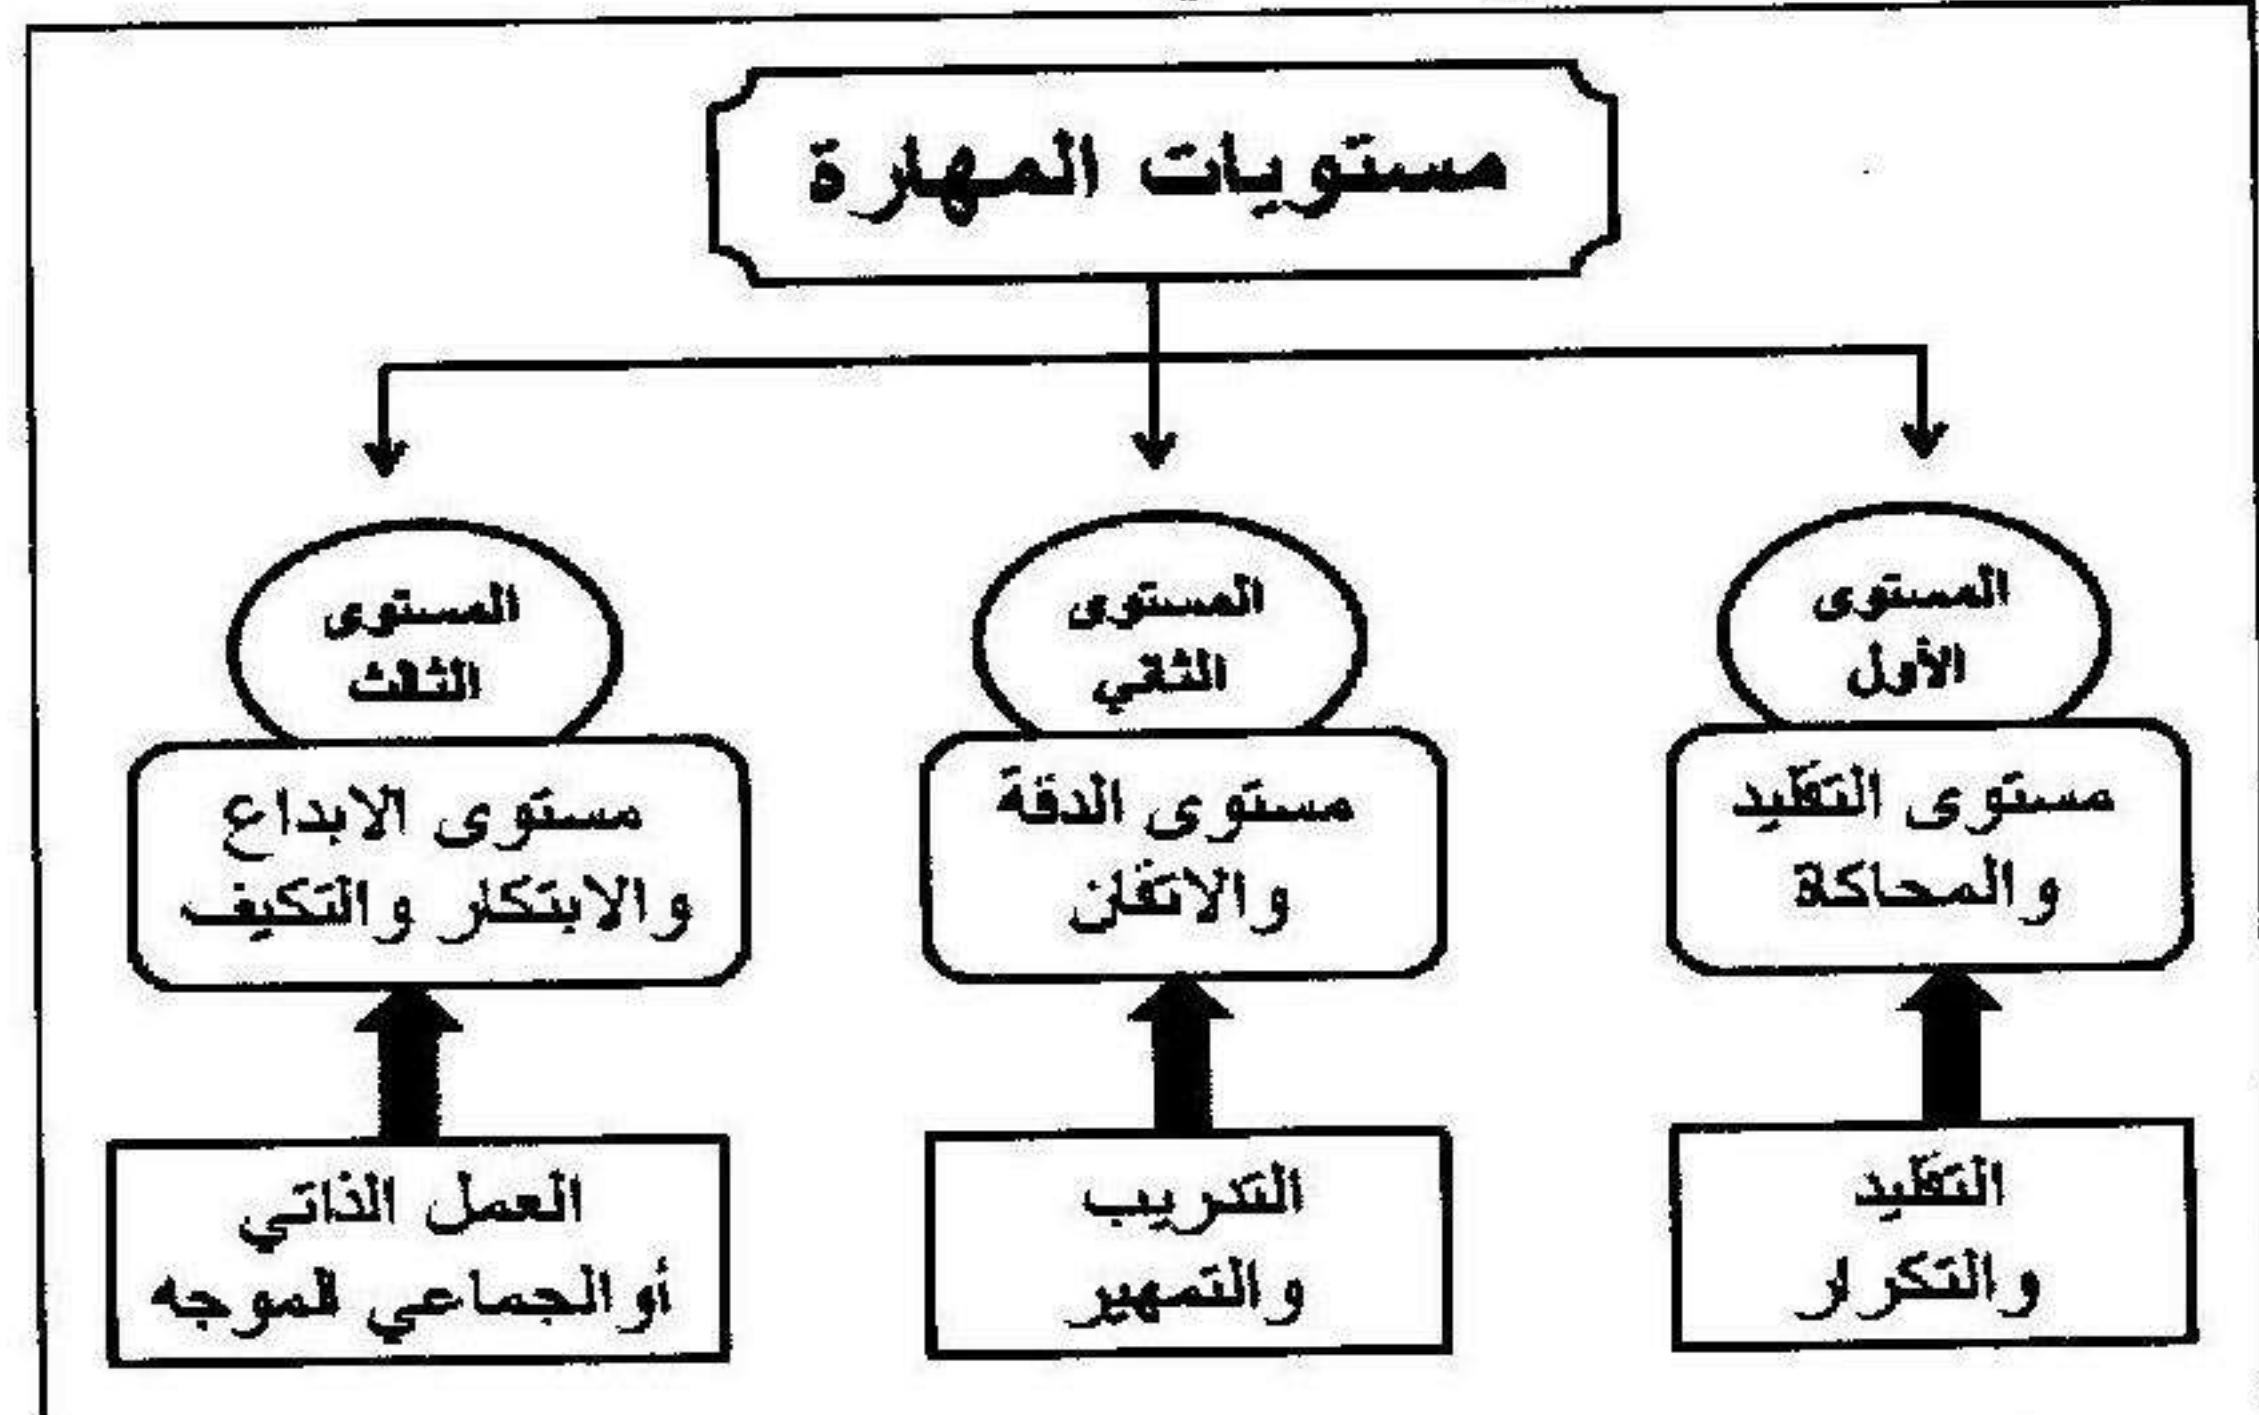 مستويات المهارة
المستوى
الأول
مستوى التقليد
والمحاكة
التقليد
والتكرار
المستوى
الثاني
مستوى الدقة
والاتقان
التدريب
والتمهير
المستوى
الثالث
مستوى الابداع
والابتكار والتكيف
العمل الذاتي
أوالجماعي الموجه